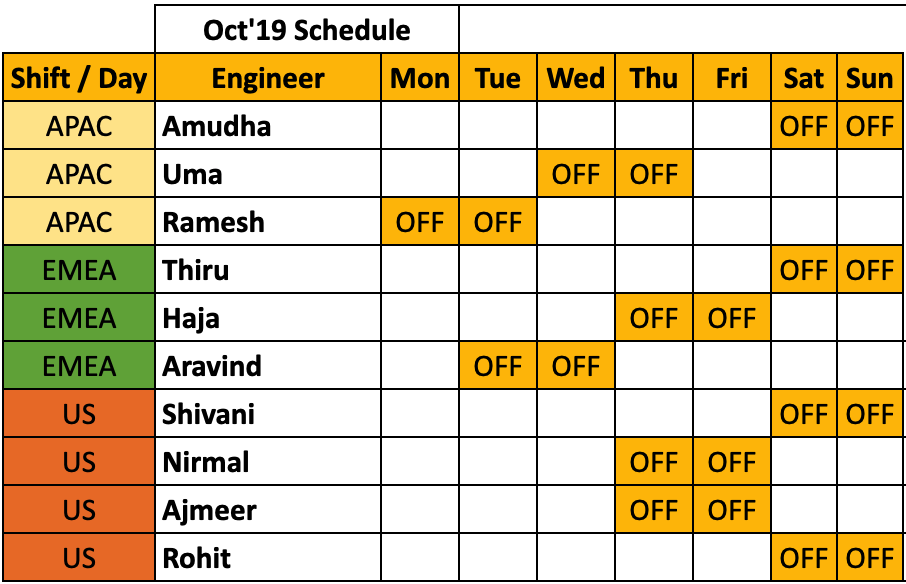 Oct'19 Schedule
Shift / Day Engineer Mon Tue Wed Thu Fri Sat Sun
APAC Amudha OFF OFF
APAC Uma OFF OFF
APAC Ramesh OFF OFF
EMEA Thiru OFF OFF
EMEA Haja OFF OFF
EMEA Aravind OFF OFF
US Shivani OFF OFF
US Nirmal OFF OFF
US Ajmeer OFF OFF
US Rohit OFF OFF